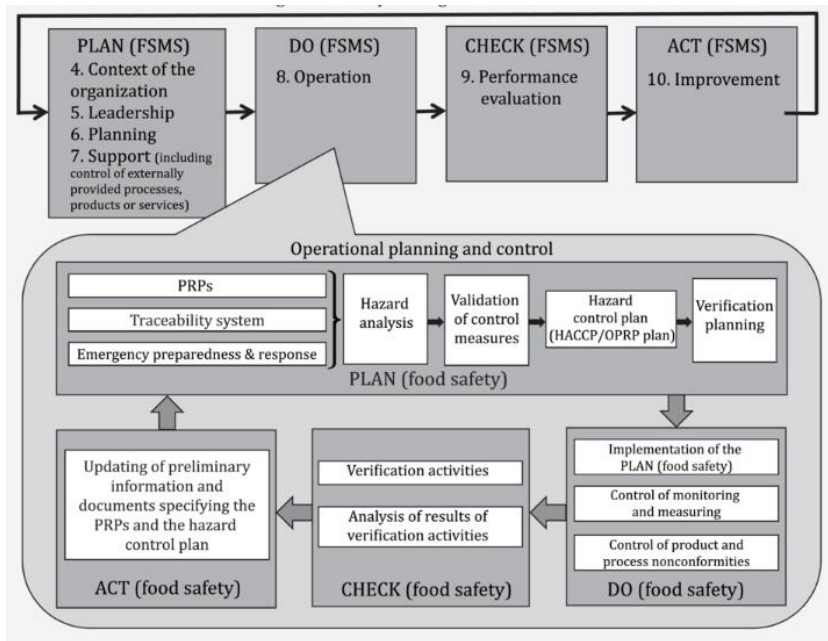 PLAN (FSMS)
4. Context of the
organization
5. Leadership
6. Planning
7. Support (including
control of externally
provided processes,
products or services)
DO (FSMS)
8. Operation
CHECK (FSMS)
9. Performance
evaluation
ACT (FSMS)
10. Improvement
Operational planning and control
PRPs
Traceability system
Emergency preparedness & response
Hazard
analysis
Validation
of control
measures
Hazard
control plan
(HACCP/OPRP plan)
Verification
planning
PLAN (food safety)
Implementation of the
PLAN (food safety)
Control of monitoring
and measuring
Control of product and
process nonconformities
DO (food safety)
Verification activities
Analysis of results of
verification activities
CHECK (food safety)
Updating of preliminary
information and
documents specifying the
PRPs and the hazard
control plan
ACT (food safety)